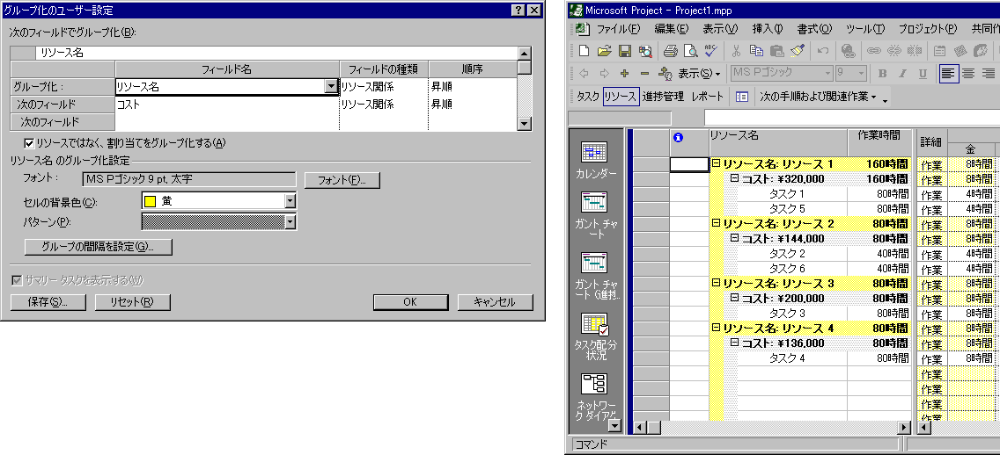 グループ化のユーザー設定
次のフィールドでグループ化(B):
リソース名
フィールド名 フィールドの種類 順序
グループ化 : リソース名 リソース関係 昇順
次のフィールド コスト リソース関係 昇順
次のフィールド
リソースではなく、割り当てをグループ化する(A)
リソース名 のグループ化設定
フォント : MS Pゴシック 9 pt, 太字 フォント(F)...
セルの背景色(C): 黄
パターン(P):
グループの間隔を設定(G)...
サマリー タスクを表示する(W)
保存(S)... リセット(R) OK キャンセル
Microsoft Project - Project1.mpp
ファイル(F) 編集(E) 表示(V) 挿入(I) 書式(O) ツール(T) プロジェクト(P) 共同作
表示(S) MS Pゴシック 9 B I U
タスク リソース 進捗管理 レポート 次の手順および関連作業
リソース名 作業時間 詳細 金
リソース名: リソース 1 160時間 作業 8時間
コスト: ¥320,000 160時間 作業 8時間
タスク 1 80時間 作業 4時間
タスク 5 80時間 作業 4時間
リソース名: リソース 2 80時間 作業 8時間
コスト: ¥144,000 80時間 作業 8時間
タスク 2 40時間 作業 4時間
タスク 6 40時間 作業 4時間
リソース名: リソース 3 80時間 作業 8時間
コスト: ¥200,000 80時間 作業 8時間
タスク 3 80時間 作業 8時間
リソース名: リソース 4 80時間 作業 8時間
コスト: ¥136,000 80時間 作業 8時間
タスク 4 80時間 作業 8時間
作業
作業
作業
作業
カレンダー
ガント チャ
ート
ガント チャ
ート (進捗..
タスク配分
状況
ネットワー
ク ダイアグ
コマンド